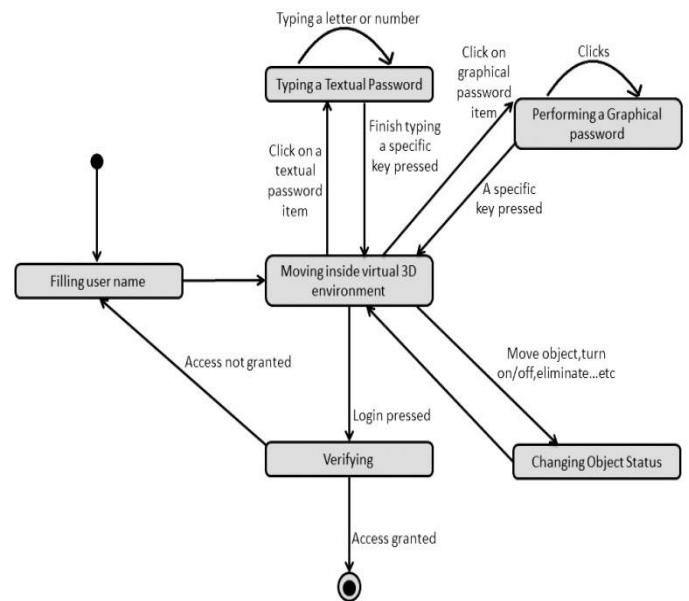 Typing a letter or number
Typing a Textual Password
Click on
graphical
password
item
Clicks
Performing a Graphical
password
Click on a
textual
password
item
Finish typing
a specific
key pressed
A specific
key pressed
Filling user name
Moving inside virtual 3D
environment
Access not granted
Move object,turn
on/off,eliminate...etc
Login pressed
Verifying
Changing Object Status
Access granted